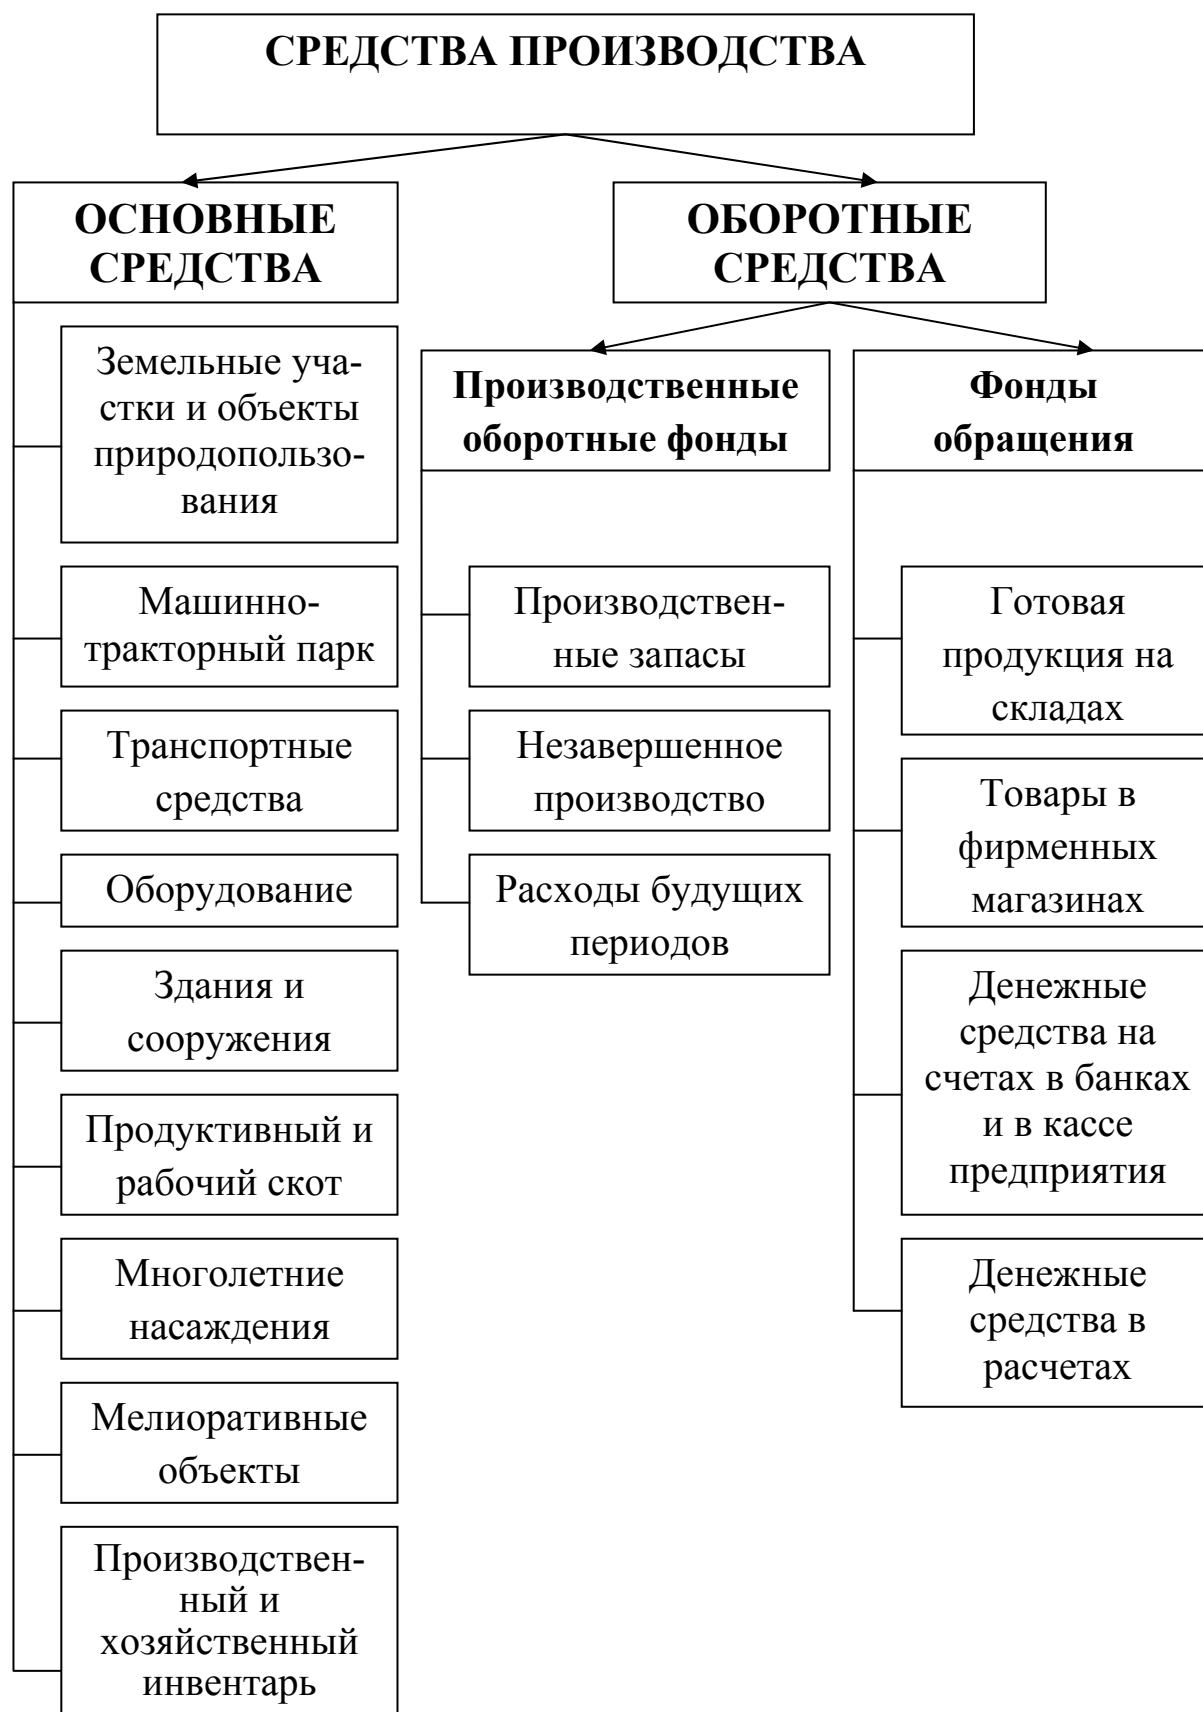 СРЕДСТВА ПРОИЗВОДСТВА
ОСНОВНЫЕ
СРЕДСТВА
Земельные уча-
стки и объекты
природопользо-
вания
Машинно-
тракторный парк
Транспортные
средства
Оборудование
Здания и
сооружения
Продуктивный и
рабочий скот
Многолетние
насаждения
Мелиоративные
объекты
Производствен-
ный и
хозяйственный
инвентарь
ОБОРОТНЫЕ
СРЕДСТВА
Производственные
оборотные фонды
Производствен-
ные запасы
Незавершенное
производство
Расходы будущих
периодов
Фонды
обращения
Готовая
продукция на
складах
Товары в
фирменных
магазинах
Денежные
средства на
счетах в банках
и в кассе
предприятия
Денежные
средства в
расчетах